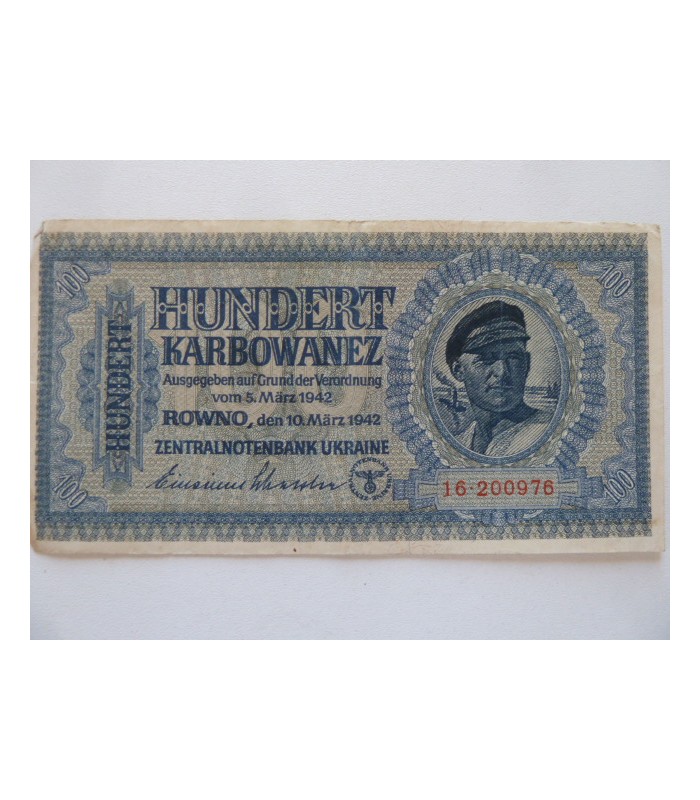 100
100
HUNDERT
HUNDERT
KARBOWANEZ
Ausgegeben auf Grund der Verordnung
vom 5. März 1942
ROWNO, den 10. März 1942
ZENTRALNOTENBANK UKRAINE
16·200976
100
100